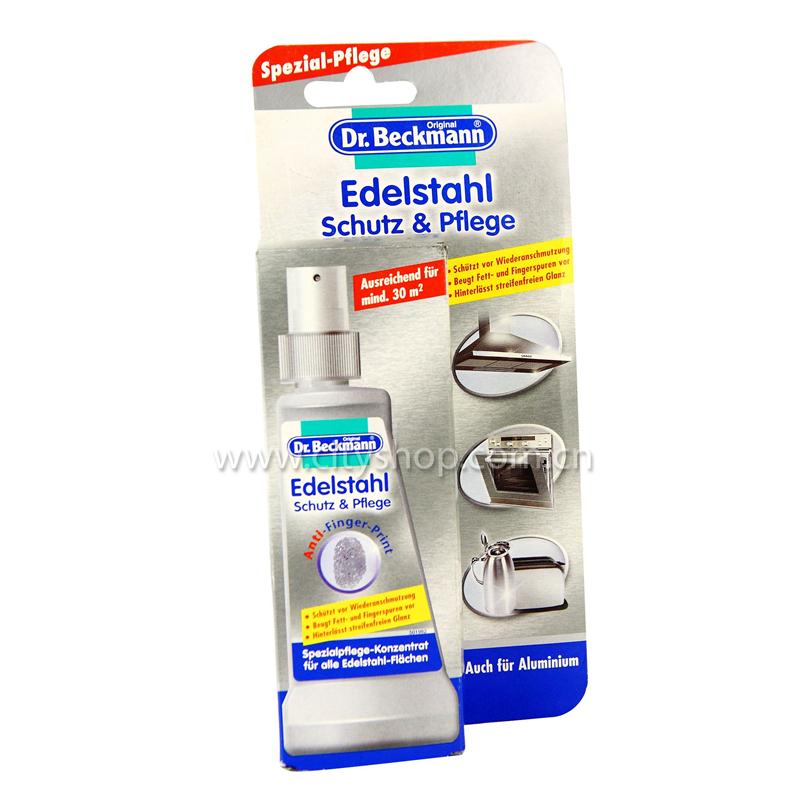 Spezial-Pflege
Original
Dr. Beckmann®
Edelstahl
Schutz & Pflege
Ausreichend für
mind. 30 m²
• Schützt vor Wiederanschmutzung
• Beugt Fett- und Fingerspuren vor
• Hinterlässt streifenfreien Glanz
www.cityshop.com.cn
Original
Dr. Beckmann
Edelstahl
Schutz & Pflege
Anti-Finger-Print
• Schützt vor Wiederanschmutzung
• Beugt Fett- und Fingerspuren vor
• Hinterlässt streifenfreien Glanz
Spezialpflege-Konzentrat
für alle Edelstahl-Flächen
Auch für Aluminium